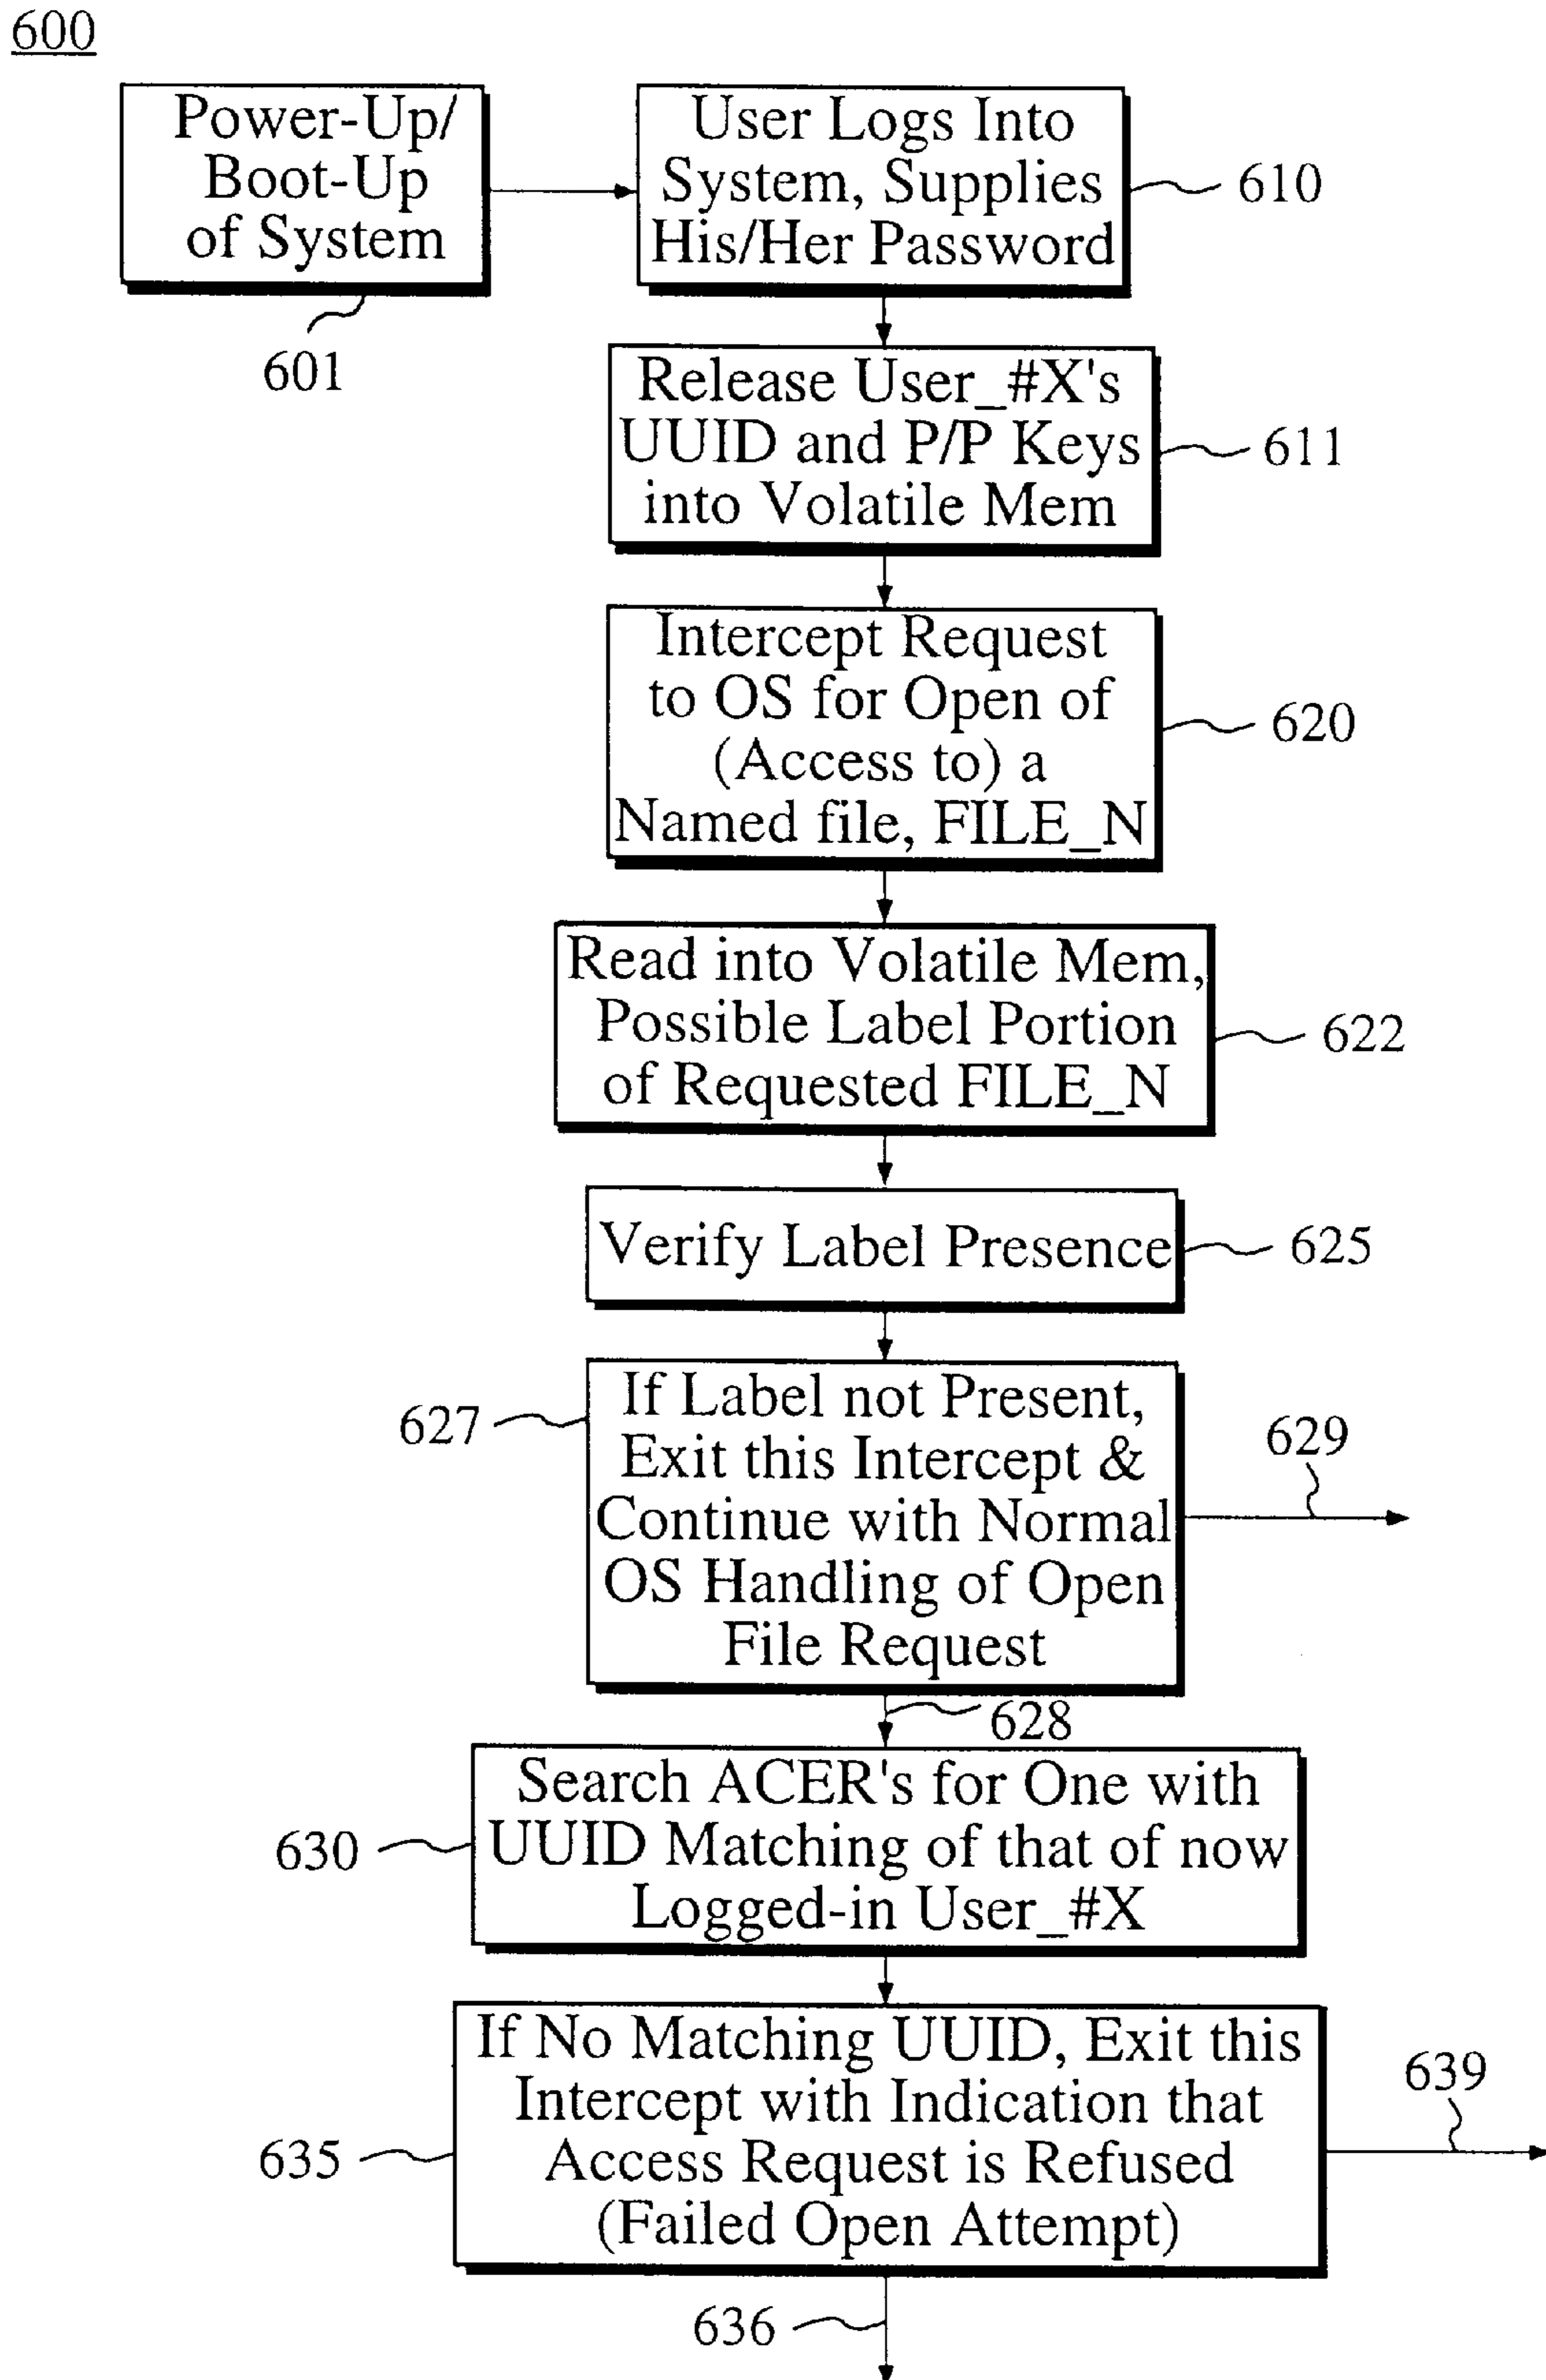 600
Power-Up/
Boot-Up
of System
601
User Logs Into
System, Supplies
His/Her Password
610
Release User_#X's
UUID and P/P Keys
into Volatile Mem
611
Intercept Request
to OS for Open of
(Access to) a
Named file, FILE_N
620
Read into Volatile Mem,
Possible Label Portion
of Requested FILE_N
622
Verify Label Presence
625
627
If Label not Present,
Exit this Intercept &
Continue with Normal
OS Handling of Open
File Request
629
628
Search ACER's for One with
UUID Matching of that of now
Logged-in User_#X
630
If No Matching UUID, Exit this
Intercept with Indication that
Access Request is Refused
(Failed Open Attempt)
635
639
636